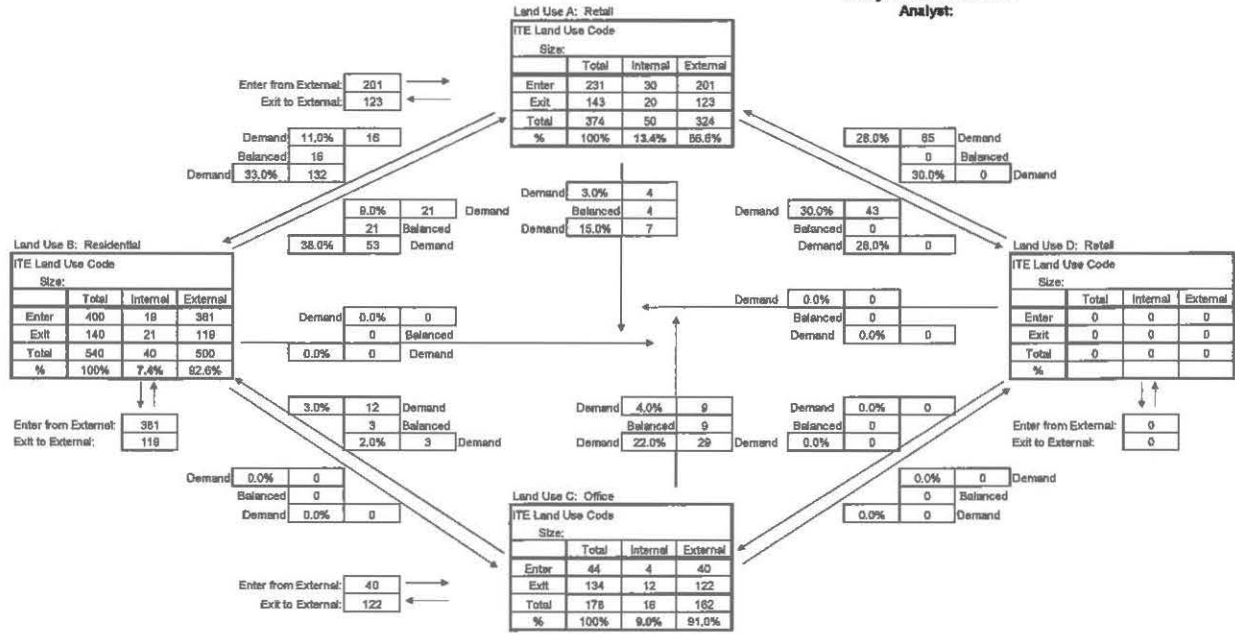 Analyst:
Land Use A: Retail
ITE Land Use Code
Size:
Total Internal External
Enter 231 30 201
Exit 143 20 123
Total 374 50 324
% 100% 13.4% 86.6%
Enter from External: 201
Exit to External: 123
Demand 11.0% 16
Balanced 16
Demand 33.0% 132
28.0% 65 Demand
0 Balanced
30.0% 0 Demand
Demand 3.0% 4
Balanced 4
Demand 15.0% 7
9.0% 21 Demand
21 Balanced
38.0% 53 Demand
Demand 30.0% 43
Balanced 0
Demand 28.0% 0
Land Use B: Residential
ITE Land Use Code
Size:
Total Internal External
Enter 400 19 381
Exit 140 21 119
Total 540 40 500
% 100% 7.4% 92.6%
Land Use D: Retail
ITE Land Use Code
Size:
Total Internal External
Enter 0 0 0
Exit 0 0 0
Total 0 0 0
%
Demand 0.0% 0
0 Balanced
0.0% 0 Demand
Demand 0.0% 0
Balanced 0
Demand 0.0% 0
Enter from External: 381
Exit to External: 119
3.0% 12 Demand
3 Balanced
2.0% 3 Demand
Demand 4.0% 9
Balanced 9
Demand 22.0% 29
Demand 0.0% 0
Balanced 0
Demand 0.0% 0
Enter from External: 0
Exit to External: 0
Demand 0.0% 0
Balanced 0
Demand 0.0% 0
0.0% 0 Demand
0 Balanced
0.0% 0 Demand
Land Use C: Office
ITE Land Use Code
Size:
Total Internal External
Enter 44 4 40
Exit 134 12 122
Total 178 16 162
% 100% 9.0% 91.0%
Enter from External: 40
Exit to External: 122